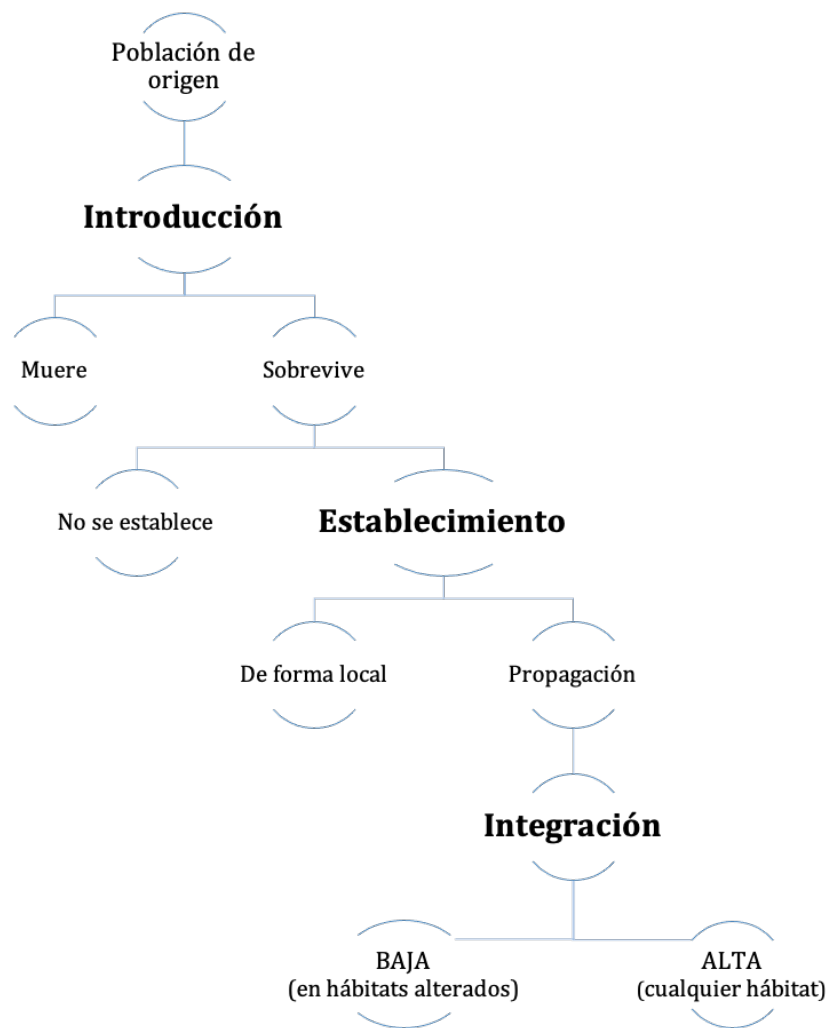 Población de
origen
Introducción
Muere
Sobrevive
No se establece
Establecimiento
De forma local
Propagación
Integración
BAJA
(en hábitats alterados)
ALTA
(cualquier hábitat)